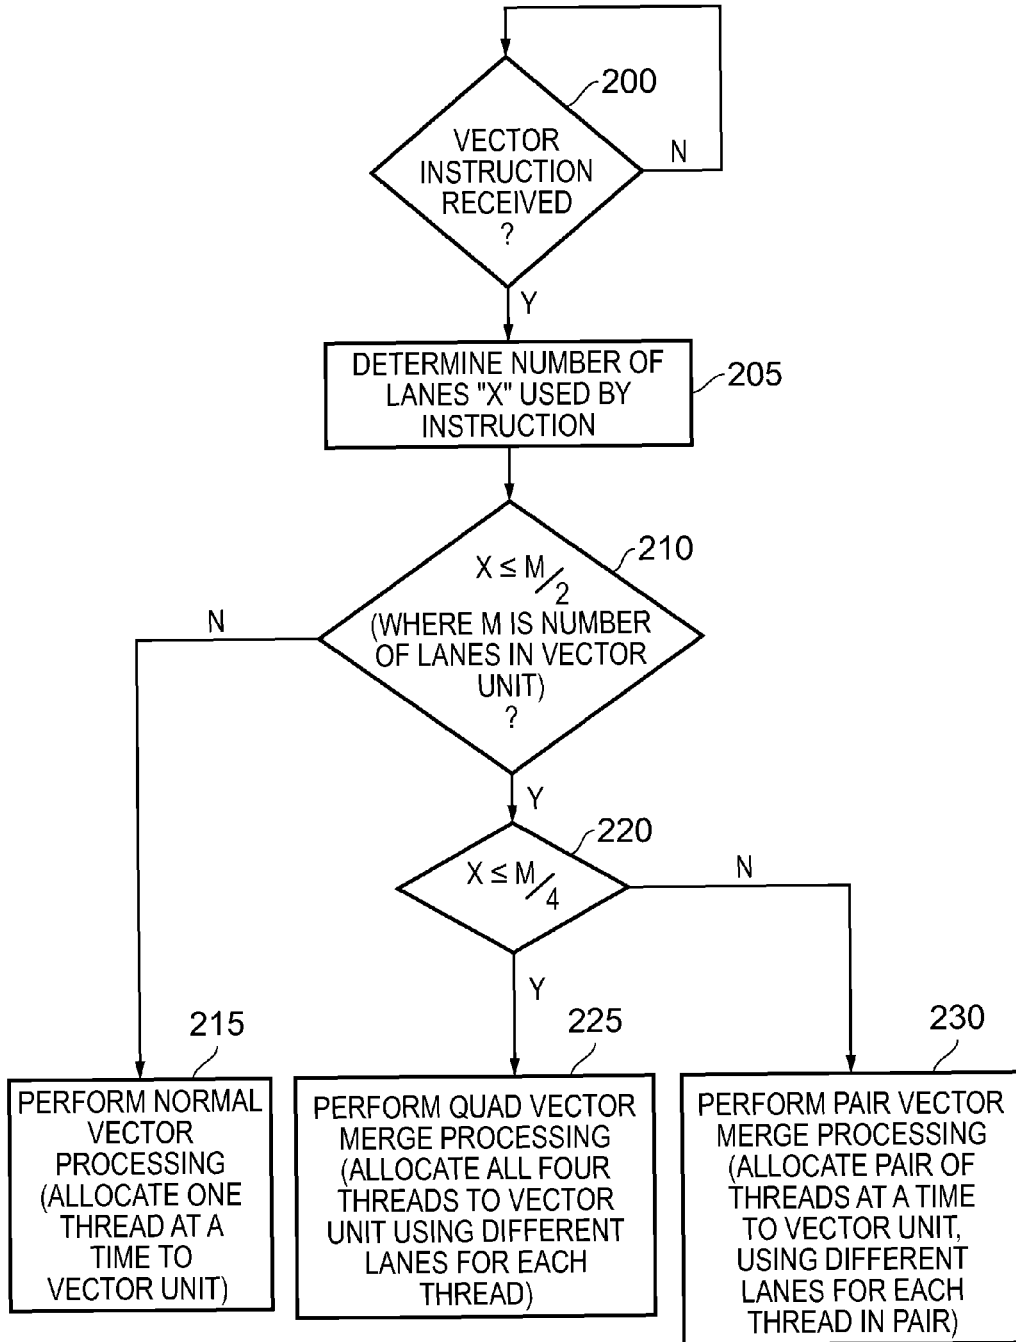 200
VECTOR
INSTRUCTION
RECEIVED
?
N
Y
DETERMINE NUMBER OF
LANES "X" USED BY
INSTRUCTION
205
210
X ≤ M/2
(WHERE M IS NUMBER
OF LANES IN VECTOR
UNIT)
?
N
Y
220
X ≤ M/4
N
Y
215
PERFORM NORMAL
VECTOR
PROCESSING
(ALLOCATE ONE
THREAD AT A
TIME TO
VECTOR UNIT)
225
PERFORM QUAD VECTOR
MERGE PROCESSING
(ALLOCATE ALL FOUR
THREADS TO VECTOR
UNIT USING DIFFERENT
LANES FOR EACH
THREAD)
230
PERFORM PAIR VECTOR
MERGE PROCESSING
(ALLOCATE PAIR OF
THREADS AT A TIME
TO VECTOR UNIT,
USING DIFFERENT
LANES FOR EACH
THREAD IN PAIR)